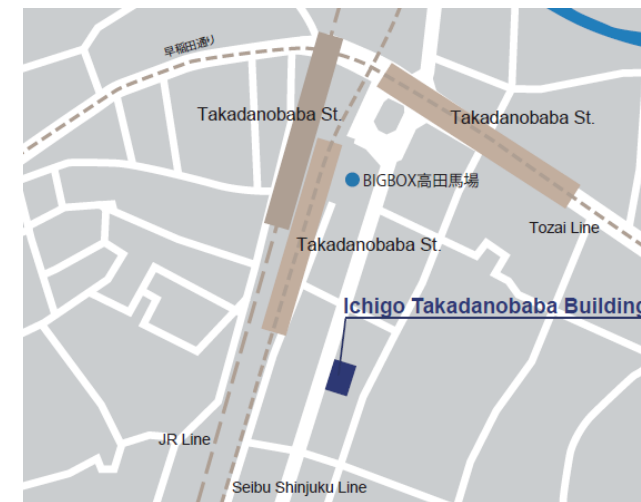 早稲田通り
Takadanobaba St.
Takadanobaba St.
BIGBOX高田馬場
Tozai Line
Takadanobaba St.
Ichigo Takadanobaba Building
JR Line
Seibu Shinjuku Line